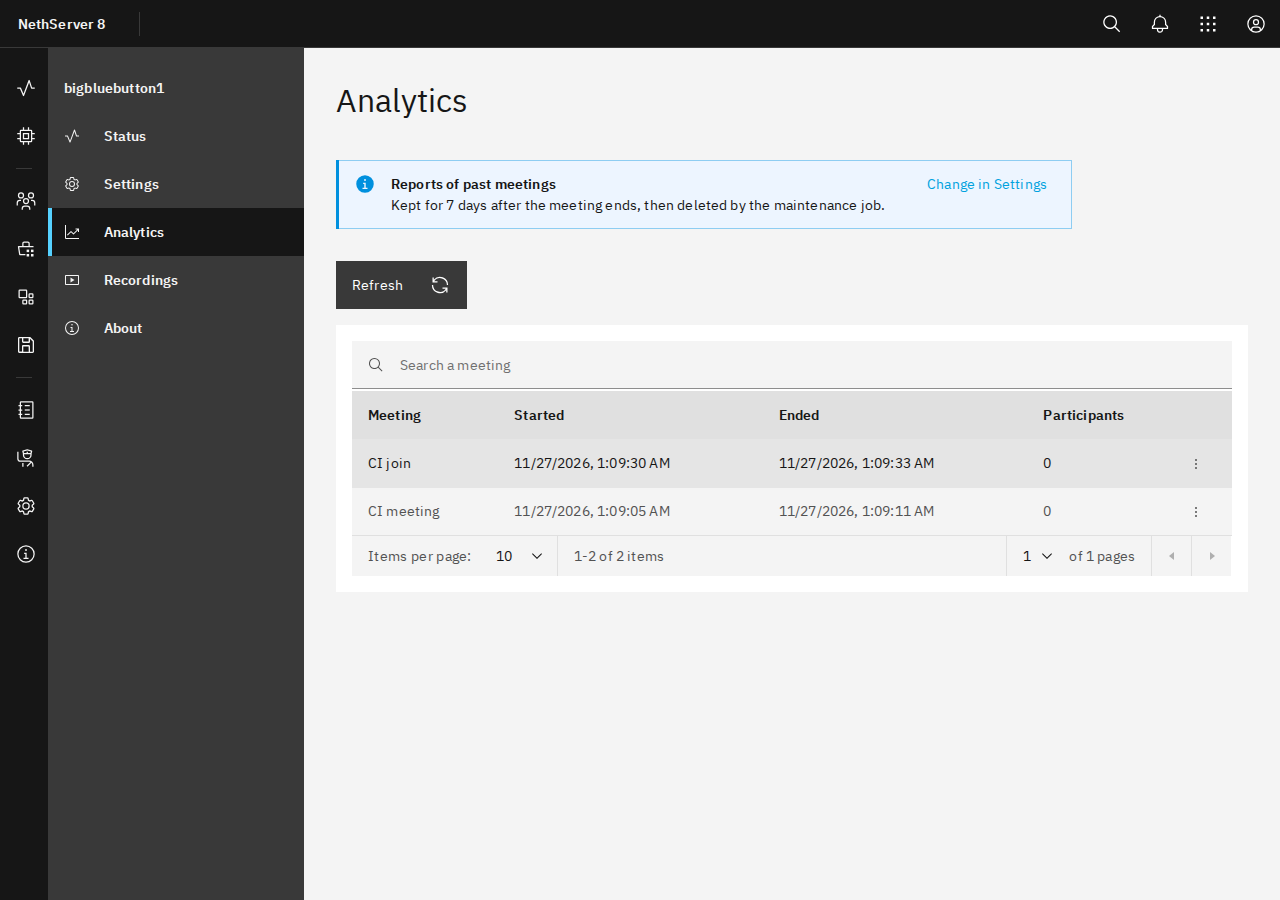 NethServer 8
bigbluebutton1
Status
Settings
Analytics
Recordings
About
Analytics
Reports of past meetings
Change in Settings
Kept for 7 days after the meeting ends, then deleted by the maintenance job.
Refresh
Search a meeting
Meeting Started Ended Participants
CI join 11/27/2026, 1:09:30 AM 11/27/2026, 1:09:33 AM 0
CI meeting 11/27/2026, 1:09:05 AM 11/27/2026, 1:09:11 AM 0
Items per page: 10 1-2 of 2 items 1 of 1 pages